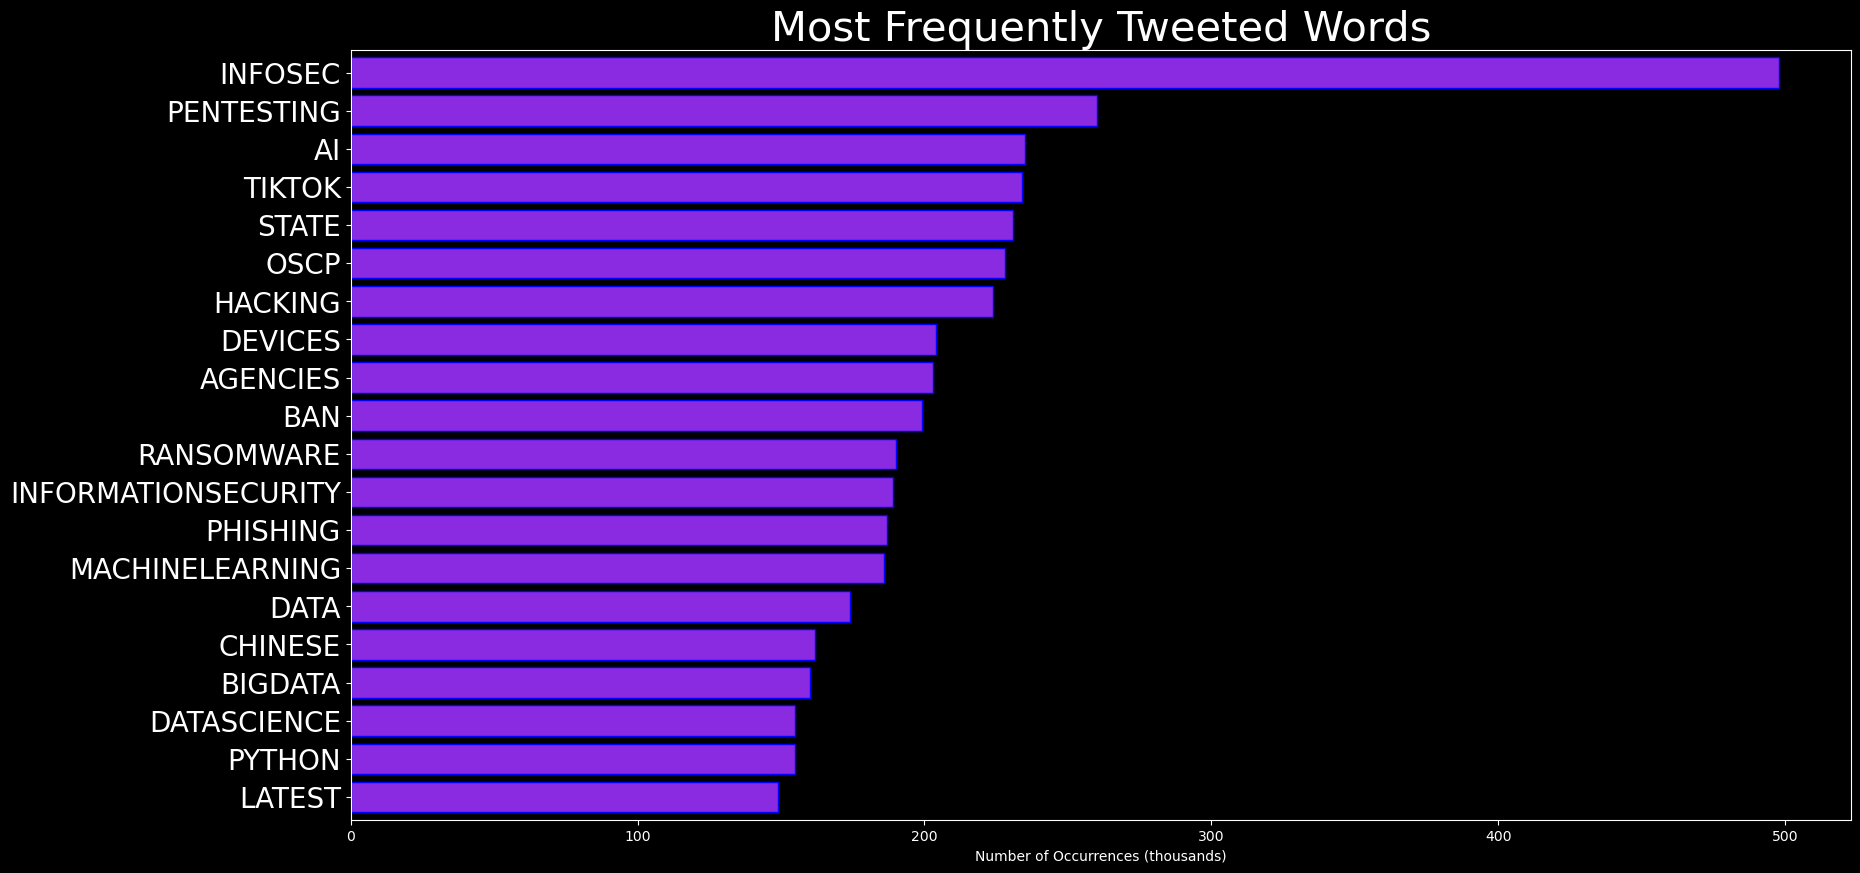 Most Frequently Tweeted Words
INFOSEC
PENTESTING
AI
TIKTOK
STATE
OSCP
HACKING
DEVICES
AGENCIES
BAN
RANSOMWARE
INFORMATIONSECURITY
PHISHING
MACHINELEARNING
DATA
CHINESE
BIGDATA
DATASCIENCE
PYTHON
LATEST
0 100 200 300 400 500
Number of Occurrences (thousands)